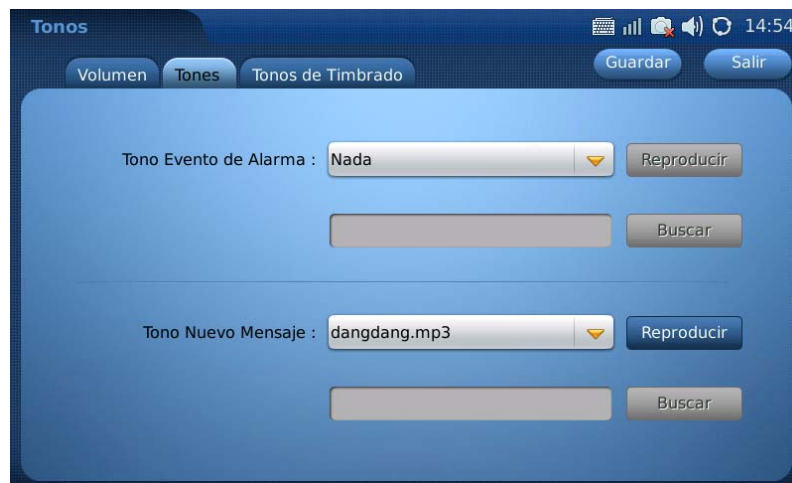 Tonos 14:54
Guardar Salir
Volumen Tones Tonos de Timbrado
Tono Evento de Alarma : Nada Reproducir
Buscar
Tono Nuevo Mensaje : dangdang.mp3 Reproducir
Buscar